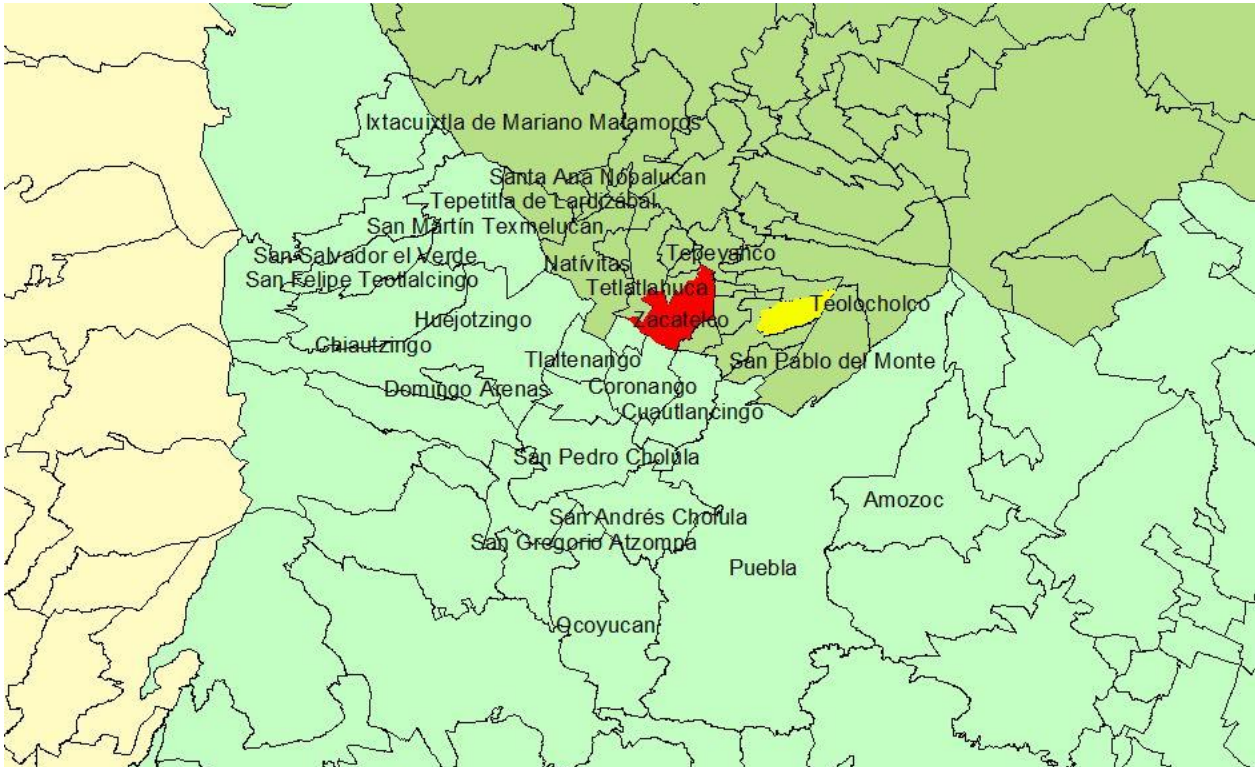 Ixtacuixtla de Mariano Matamoros
Santa Ana Nopalucan
Tepetitla de Lardizábal
San Martín Texmelucan
Tepeyanco
San Salvador el Verde
Natívitas
San Felipe Teotlalcingo
Tetlatlahuca
Teolocholco
Huejotzingo
Zacatelco
Chiautzingo
Tlaltenango
San Pablo del Monte
Domingo Arenas
Coronango
Cuautlancingo
San Pedro Cholula
Amozoc
San Andrés Cholula
San Gregorio Atzompa
Puebla
Ocoyucan